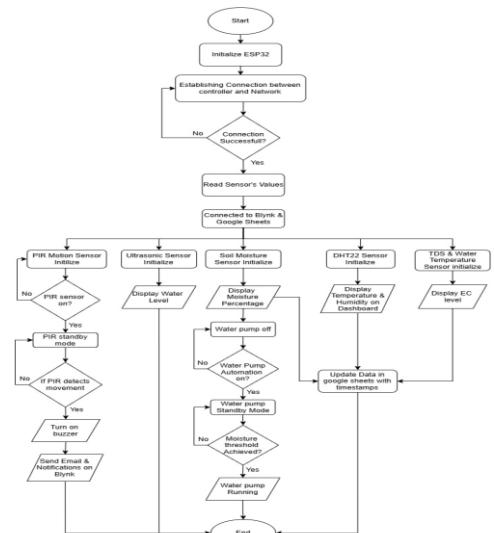 Start
Initialize ESP32
Establishing Connection between
controller and Network
No
Connection
Successfull?
Yes
Read Sensor's Values
Connected to Blynk &
Google Sheets
PIR Motion Sensor
Initilize
Ultrasonic Sensor
Initialize
Soil Moisture
Sensor Initialize
DHT22 Sensor
Initialize
TDS & Water
Temperature
Sensor initialize
No
PIR sensor
on?
Yes
PIR standby
mode
No
If PIR detects
movement
Yes
Turn on
buzzer
Send Email &
Notifications on
Blynk
Display Water
Level
Display
Moisture
Percentage
Water pump off
No
Water Pump
Automation
on?
Yes
Water pump
Standby Mode
No
Moisture
threshold
Achieved?
Yes
Water pump
Running
Display
Temperature &
Humidity on
Dashboard
Display EC
level
Update Data in
google sheets with
timestamps
End